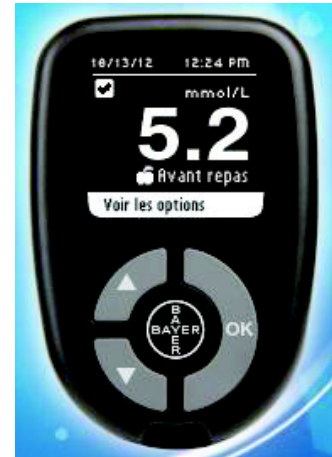 10/13/12 12:24 PM
mmol/L
5.2
Avant repas
Voir les options
BAYER
BAYER
OK